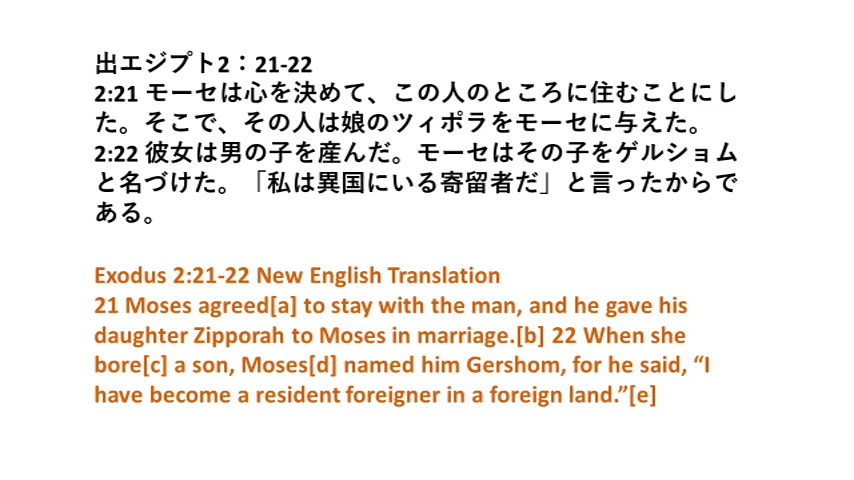 出エジプト2：21-22
2:21 モーセは心を決めて、この人のところに住むことにし
た。そこで、その人は娘のツィポラをモーセに与えた。
2:22 彼女は男の子を産んだ。モーセはその子をゲルショム
と名づけた。「私は異国にいる寄留者だ」と言ったからで
ある。
Exodus 2:21-22 New English Translation
21 Moses agreed[a] to stay with the man, and he gave his
daughter Zipporah to Moses in marriage.[b] 22 When she
bore[c] a son, Moses[d] named him Gershom, for he said, “I
have become a resident foreigner in a foreign land.”[e]